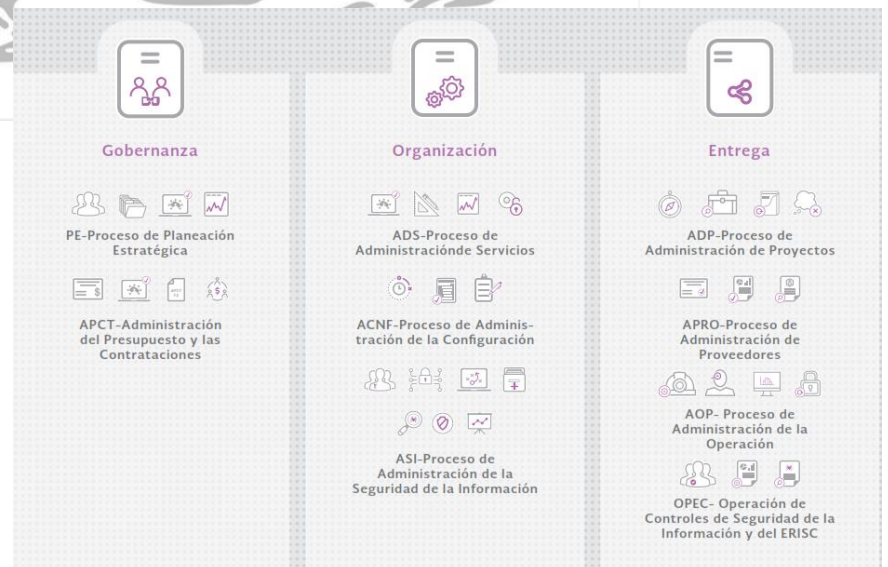 Gobernanza
PE-Proceso de Planeación
Estratégica
APCT-Administración
del Presupuesto y las
Contrataciones
Organización
ADS-Proceso de
Administraciónde Servicios
ACNF-Proceso de Adminis-
tración de la Configuración
ASI-Proceso de
Administración de la
Seguridad de la Información
Entrega
ADP-Proceso de
Administración de Proyectos
APRO-Proceso de
Administración de
Proveedores
AOP- Proceso de
Administración de la
Operación
OPEC- Operación de
Controles de Seguridad de la
Información y del ERISC